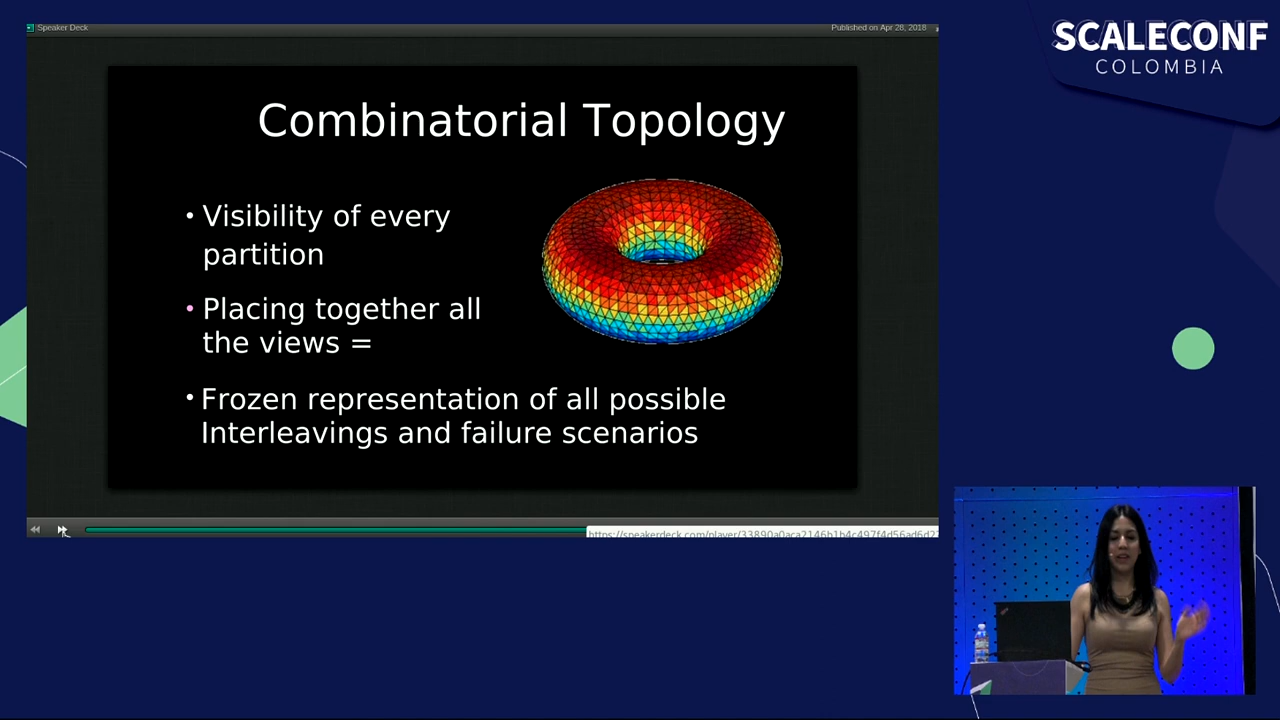 Speaker Deck
Published on Apr 28, 2018
SCALECONF
COLOMBIA
Combinatorial Topology
• Visibility of every
partition
• Placing together all
the views =
• Frozen representation of all possible
Interleavings and failure scenarios